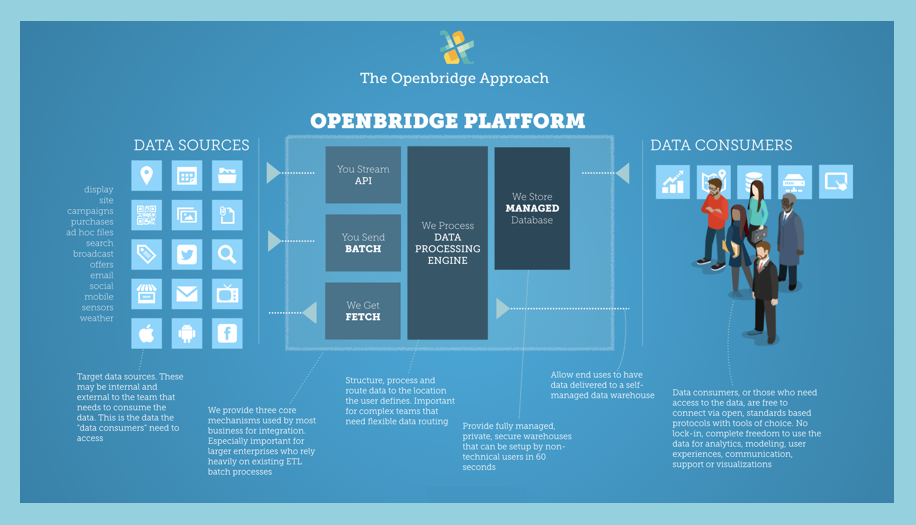 The Openbridge Approach
OPENBRIDGE PLATFORM
DATA SOURCES
display
site
campaigns
purchases
ad hoc files
search
broadcast
offers
email
social
mobile
sensors
weather
You Stream
API
You Send
BATCH
We Get
FETCH
We Process
DATA
PROCESSING
ENGINE
We Store
MANAGED
Database
DATA CONSUMERS
Target data sources. These
may be internal and
external to the team that
needs to consume the
data. This is the data the
"data consumers" need to
access
We provide three core
mechanisms used by most
business for integration.
Especially important for
larger enterprises who rely
heavily on existing ETL
batch processes
Structure, process and
route data to the location
the user defines. Important
for complex teams that
need flexible data routing
Provide fully managed,
private, secure warehouses
that can be setup by non-
technical users in 60
seconds
Allow end uses to have
data delivered to a self-
managed data warehouse
Data consumers, or those who need
access to the data, are free to
connect via open, standards based
protocols with tools of choice. No
lock-in, complete freedom to use the
data for analytics, modeling, user
experiences, communication,
support or visualizations